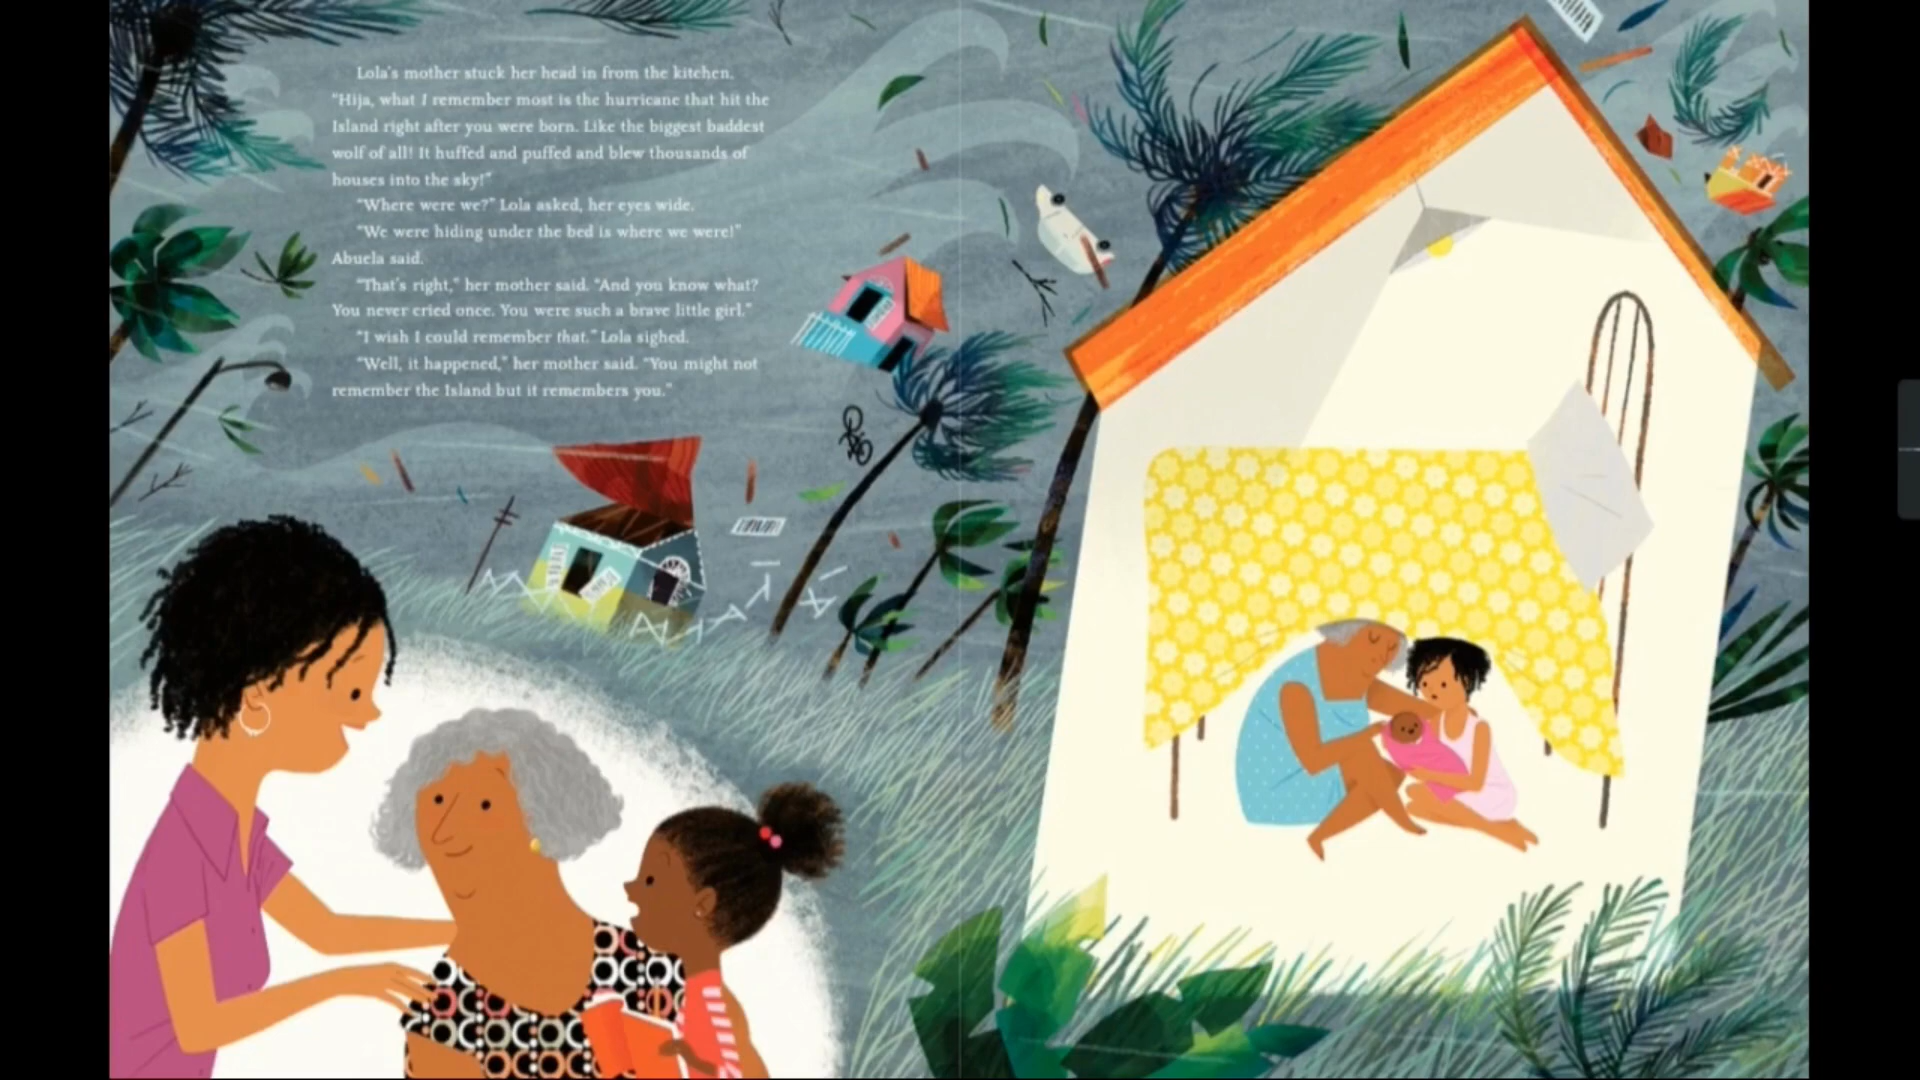 Lola's mother stuck her head in from the kitchen.
"Hija, what I remember most is the hurricane that hit the
Island right after you were born. Like the biggest baddest
wolf of all! It huffed and puffed and blew thousands of
houses into the sky!"
"Where were we?" Lola asked, her eyes wide.
"We were hiding under the bed is where we were!"
Abuela said.
"That's right," her mother said. "And you know what?
You never cried once. You were such a brave little girl."
"I wish I could remember that." Lola sighed.
"Well, it happened," her mother said. "You might not
remember the Island but it remembers you."